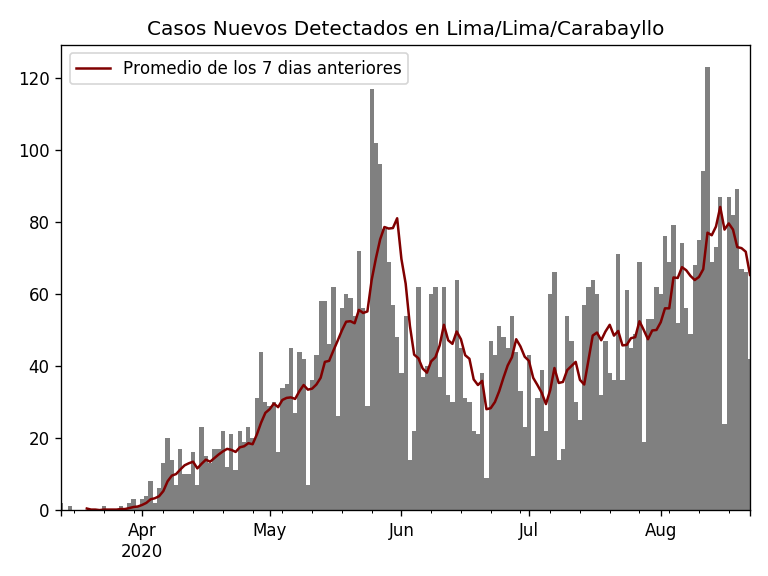 Casos Nuevos Detectados en Lima/Lima/Carabayllo
Promedio de los 7 dias anteriores
120
100
80
60
40
20
0
Apr May Jun Jul Aug
2020